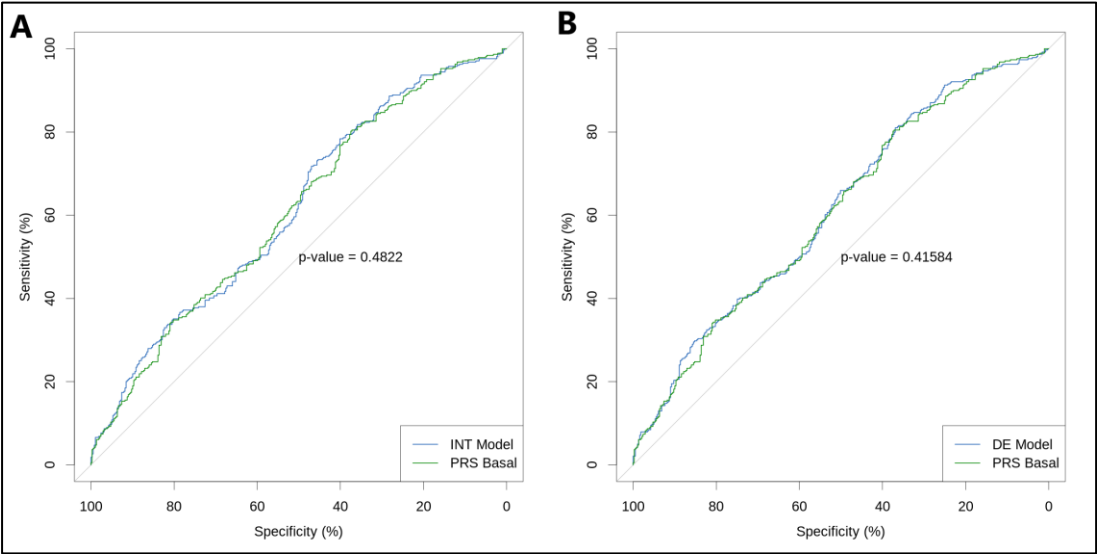 A
100
80
60
40
20
0
Sensitivity (%)
p-value = 0.4822
INT Model
PRS Basal
100 80 60 40 20 0
Specificity (%)
B
100
80
60
40
20
0
Sensitivity (%)
p-value = 0.41584
DE Model
PRS Basal
100 80 60 40 20 0
Specificity (%)